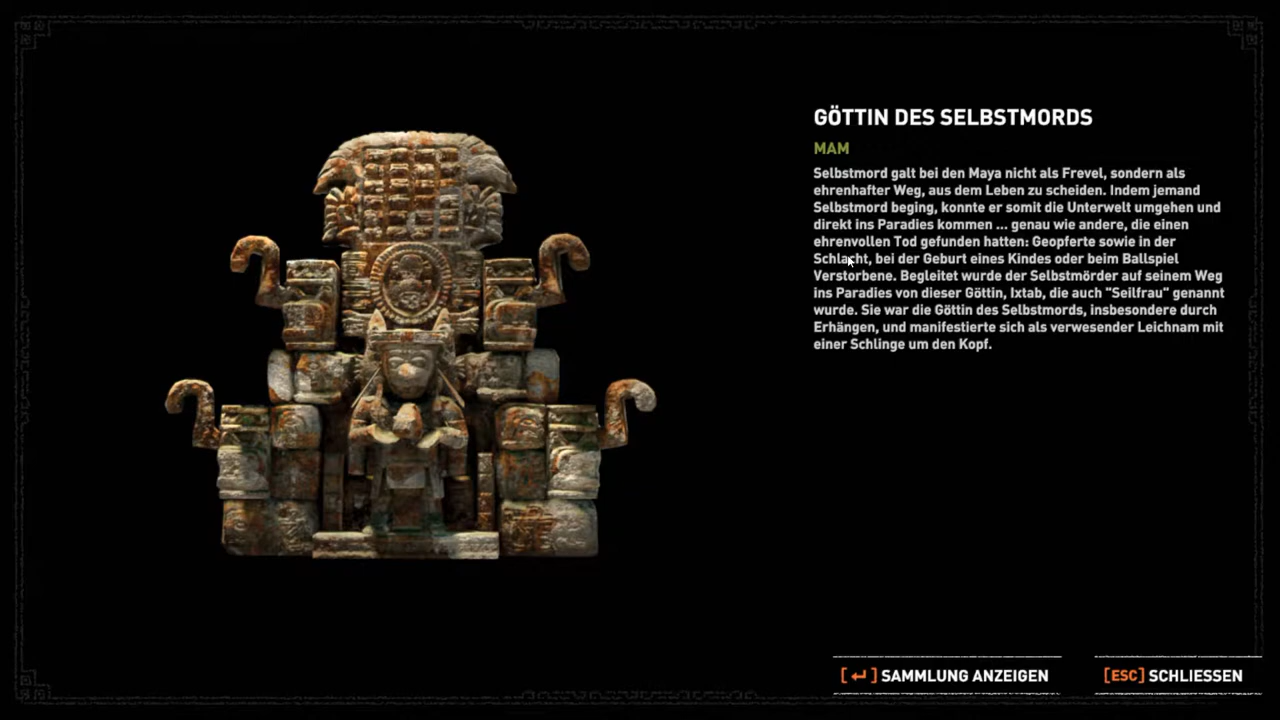 GÖTTIN DES SELBSTMORDS
MAM
Selbstmord galt bei den Maya nicht als Frevel, sondern als
ehrenhafter Weg, aus dem Leben zu scheiden. Indem jemand
Selbstmord beging, konnte er somit die Unterwelt umgehen und
direkt ins Paradies kommen ... genau wie andere, die einen
ehrenvollen Tod gefunden hatten: Geopferte sowie in der
Schlacht, bei der Geburt eines Kindes oder beim Ballspiel
Verstorbene. Begleitet wurde der Selbstmörder auf seinem Weg
ins Paradies von dieser Göttin, Ixtab, die auch "Seilfrau" genannt
wurde. Sie war die Göttin des Selbstmords, insbesondere durch
Erhängen, und manifestierte sich als verwesender Leichnam mit
einer Schlinge um den Kopf.
[↵] SAMMLUNG ANZEIGEN
[ESC] SCHLIESSEN